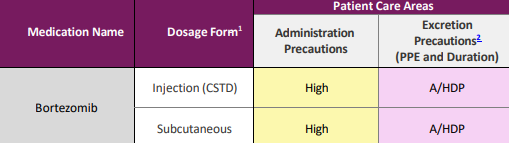 Patient Care Areas
Medication Name
Dosage Form1
Administration
Precautions
Excretion
Precautions2
(PPE and Duration)
Bortezomib
Injection (CSTD)
High
A/HDP
Subcutaneous
High
A/HDP